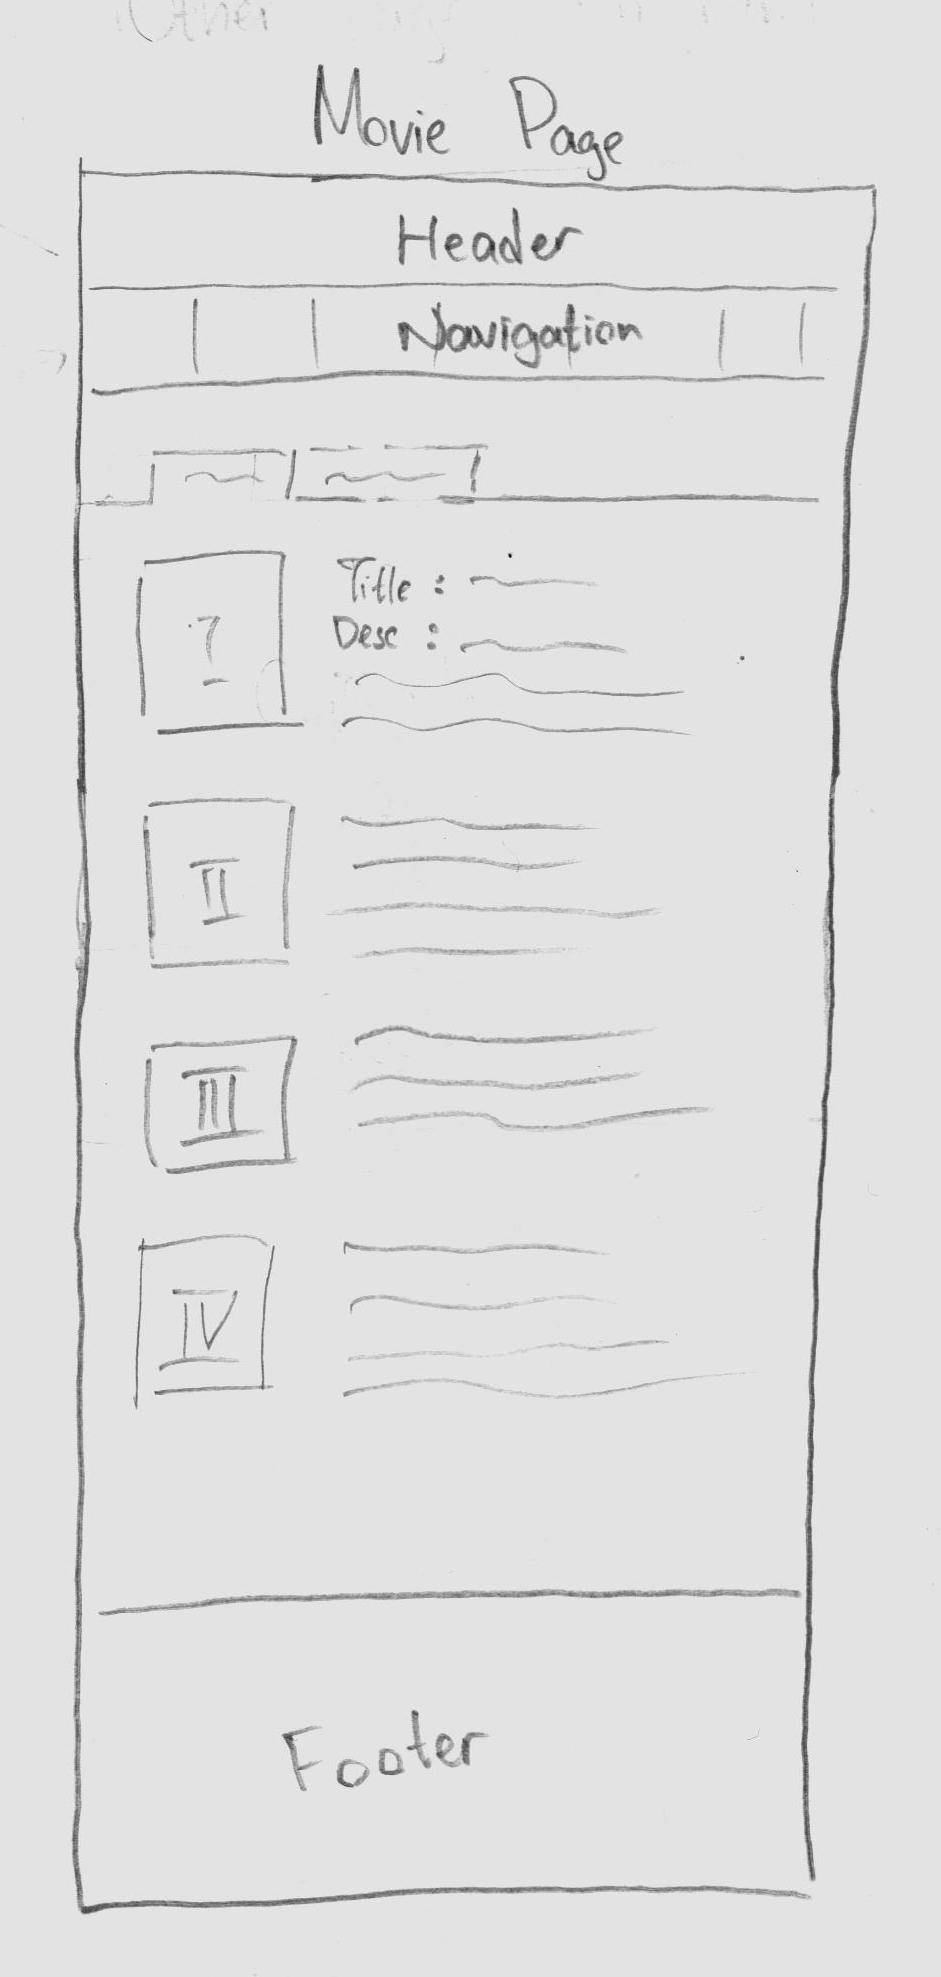 Movie Page
Header
Navigation
Title :
Desc :
II
III
IV
Footer